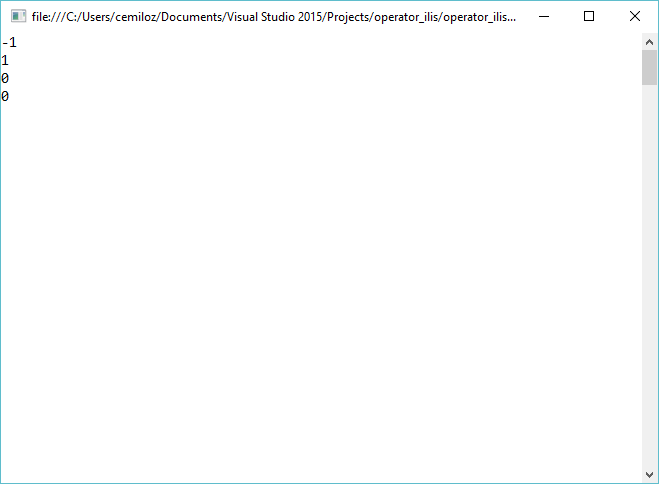 file:///C:/Users/cemiloz/Documents/Visual Studio 2015/Projects/operator_ilis/operator_ilis...
-1
1
0
0